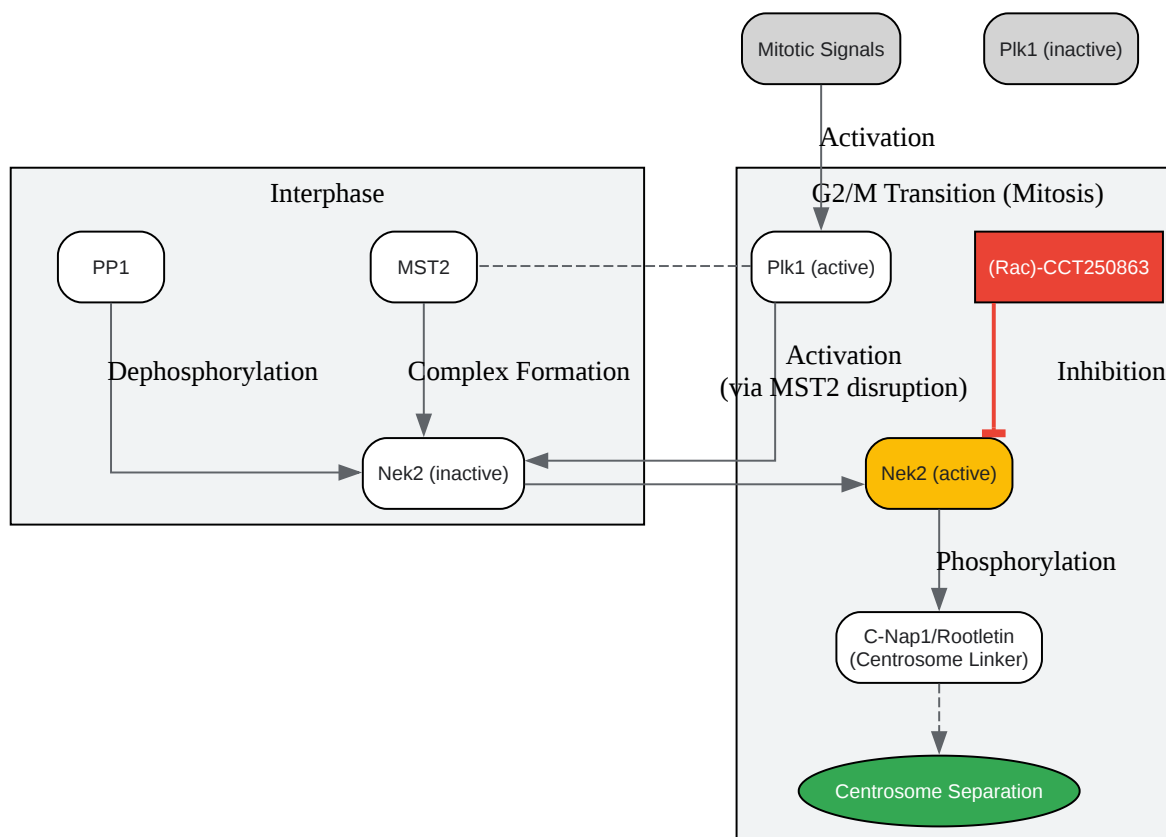 Mitotic Signals
Plk1 (inactive)
Activation
Interphase
G2/M Transition (Mitosis)
PP1
MST2
Plk1 (active)
(Rac)-CCT250863
Dephosphorylation
Complex Formation
Activation
(via MST2 disruption)
Inhibition
Nek2 (inactive)
Nek2 (active)
Phosphorylation
C-Nap1/Rootletin
(Centrosome Linker)
Centrosome Separation